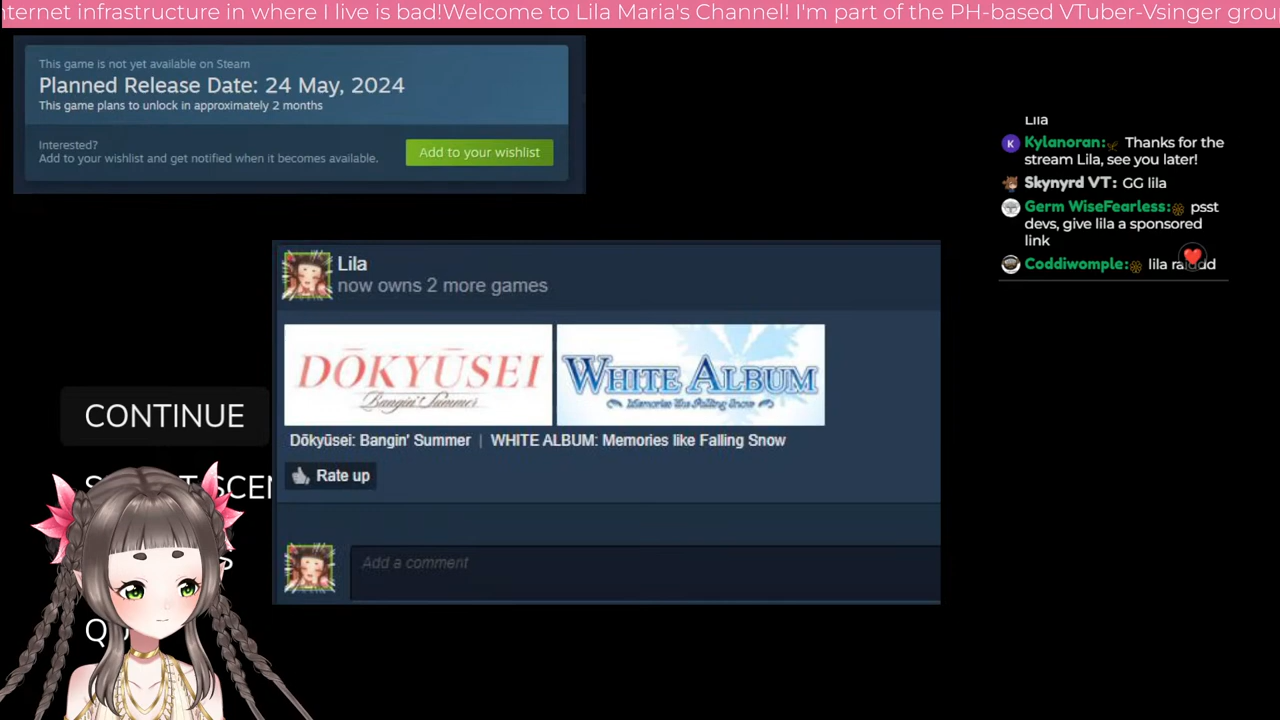 nternet infrastructure in where I live is bad!Welcome to Lila Maria's Channel! I'm part of the PH-based VTuber-Vsinger grou
This game is not yet available on Steam
Planned Release Date: 24 May, 2024
This game plans to unlock in approximately 2 months
Interested?
Add to your wishlist and get notified when it becomes available.
Add to your wishlist
Lila
Kylanoran: Thanks for the
stream Lila, see you later!
Skynyrd VT: GG lila
Germ WiseFearless: psst
devs, give lila a sponsored
link
Coddiwomple: lila
Lila
now owns 2 more games
DŌKYŪSEI
Bangin' Summer
WHITE ALBUM
Memories like Falling Snow
Dōkyūsei: Bangin' Summer | WHITE ALBUM: Memories like Falling Snow
Rate up
Add a comment
CONTINUE